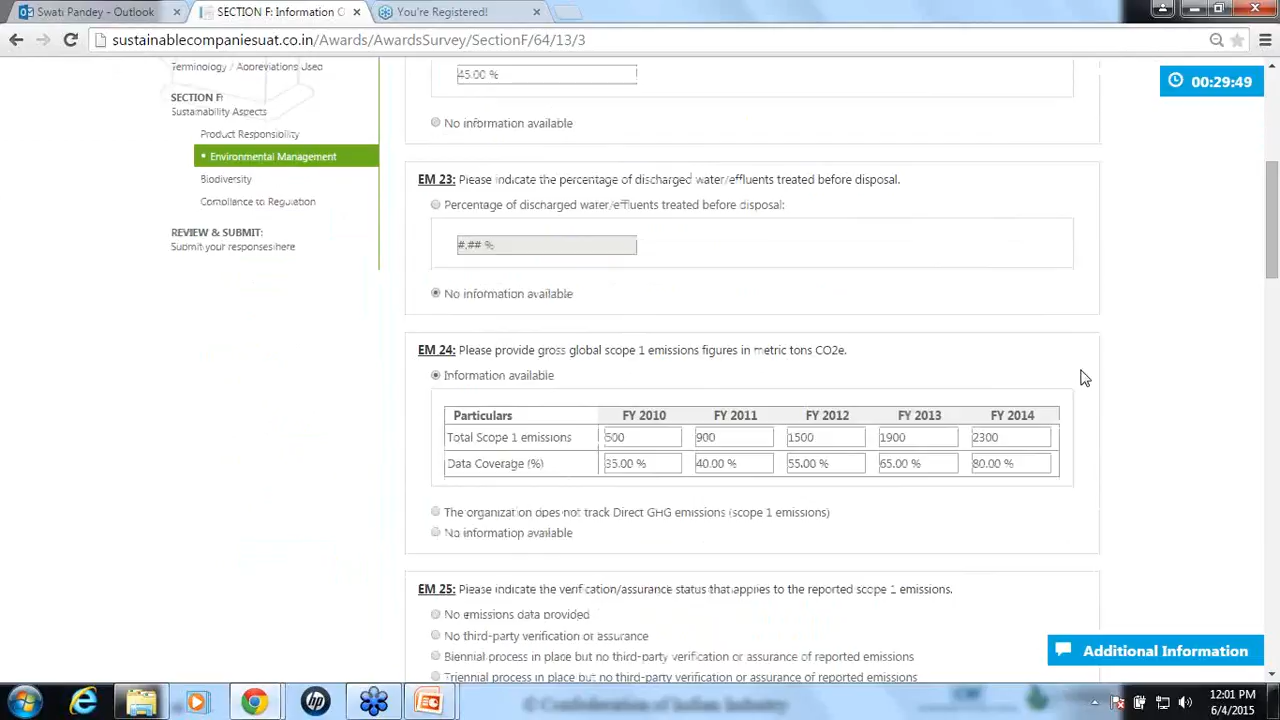 Swati Pandey - Outlook
SECTION F: Information C
You're Registered!
sustainablecompaniesuat.co.in/Awards/AwardsSurvey/SectionF/64/13/3
00:29:49
Terminology / Abbreviations Used
SECTION F:
Sustainability Aspects
Product Responsibility
• Environmental Management
Biodiversity
Compliance to Regulation
REVIEW & SUBMIT:
Submit your responses here
45.00 %
No information available
EM 23: Please indicate the percentage of discharged water/effluents treated before disposal.
Percentage of discharged water/effluents treated before disposal:
#.## %
No information available
EM 24: Please provide gross global scope 1 emissions figures in metric tons CO2e.
Information available
Particulars FY 2010 FY 2011 FY 2012 FY 2013 FY 2014
Total Scope 1 emissions 500 900 1500 1900 2300
Data Coverage (%) 35.00 % 40.00 % 55.00 % 65.00 % 80.00 %
The organization does not track Direct GHG emissions (scope 1 emissions)
No information available
EM 25: Please indicate the verification/assurance status that applies to the reported scope 1 emissions.
No emissions data provided
No third-party verification or assurance
Biennial process in place but no third-party verification or assurance of reported emissions
Triennial process in place but no third-party verification or assurance of reported emissions
Additional Information
12:01 PM
6/4/2015